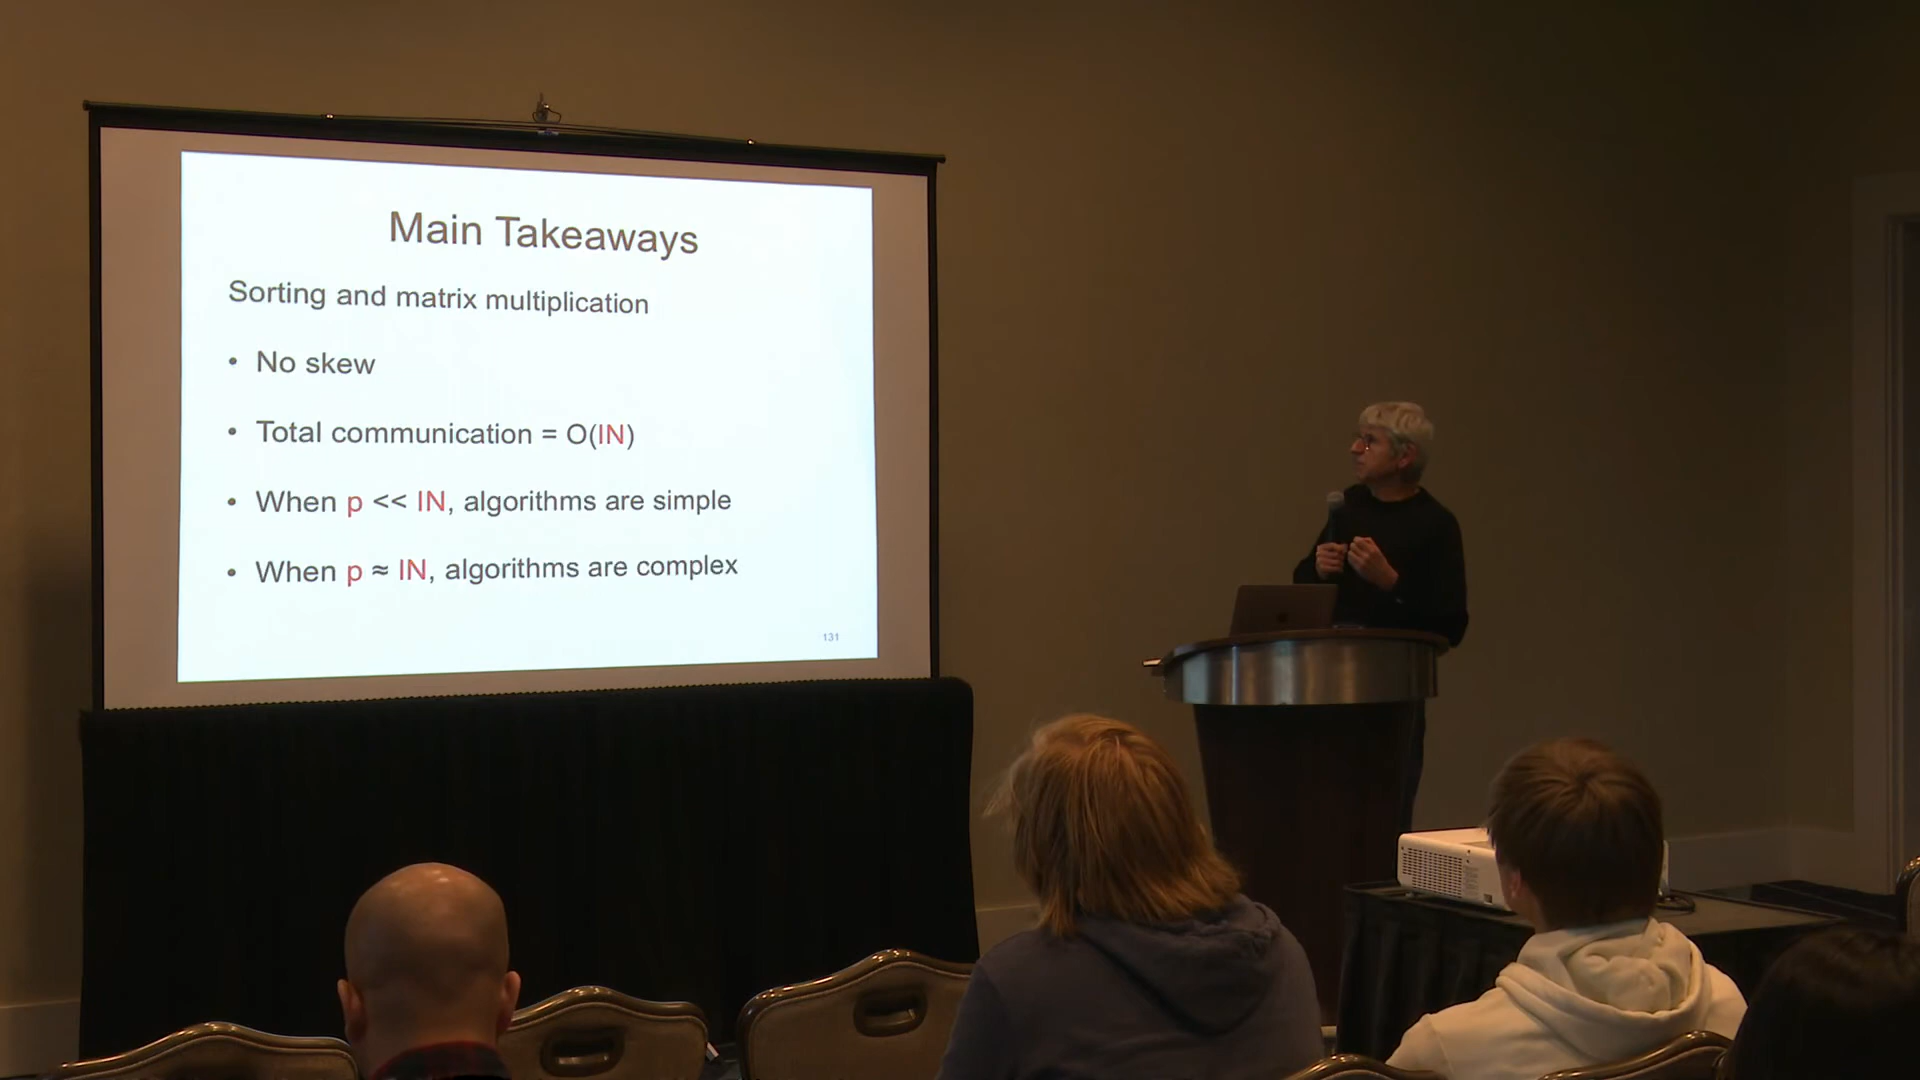 Main Takeaways
Sorting and matrix multiplication
• No skew
• Total communication = O(IN)
• When p << IN, algorithms are simple
• When p ≈ IN, algorithms are complex
131